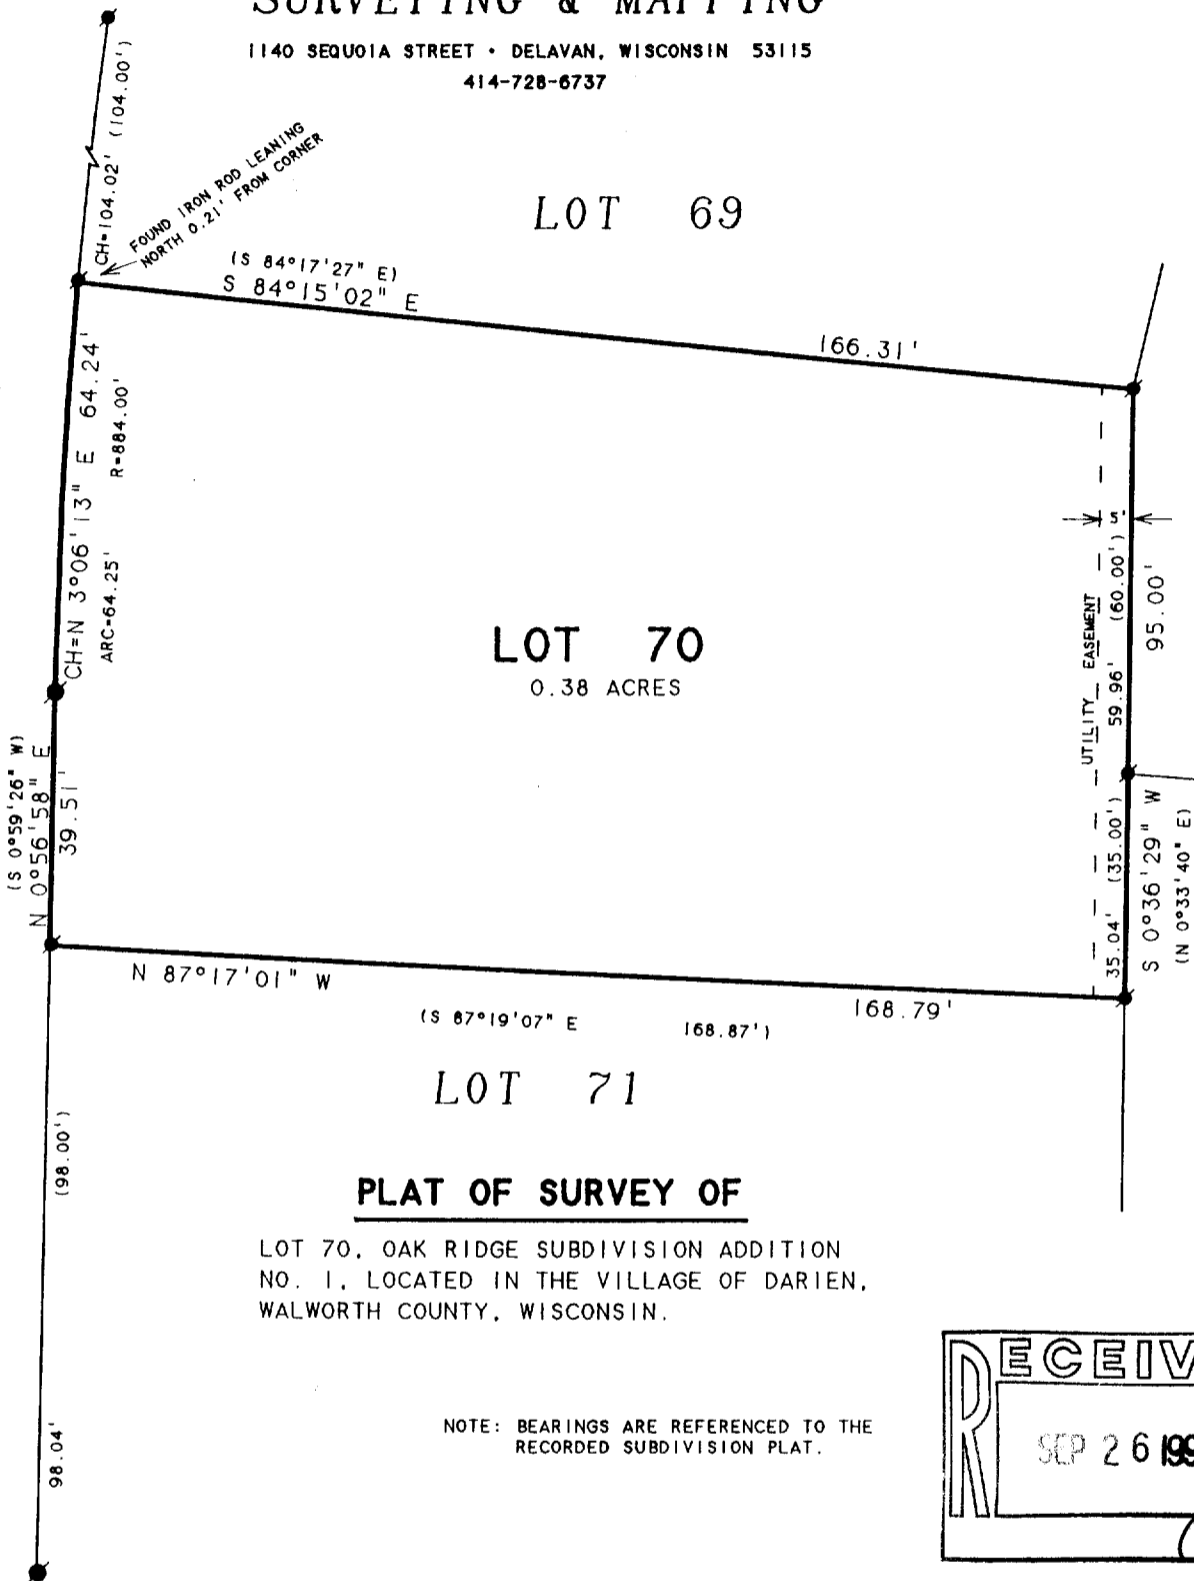 SURVEYING & MAPPING
1140 SEQUOIA STREET • DELAVAN, WISCONSIN 53115
414-728-6737
CH=104.02' (104.00')
FOUND IRON ROD LEANING
NORTH 0.21' FROM CORNER
LOT 69
(S 84°17'27" E)
S 84°15'02" E
166.31'
CH=N 3°06'13" E 64.24'
ARC=64.25' R=884.00'
5'
UTILITY EASEMENT
59.96' (60.00')
95.00'
LOT 70
0.38 ACRES
(S 0°59'26" W)
N 0°56'58" E
39.51'
35.04' (35.00')
S 0°36'29" W
(N 0°33'40" E)
N 87°17'01" W
168.79'
(S 87°19'07" E 168.87')
LOT 71
(98.00')
98.04'
PLAT OF SURVEY OF
LOT 70, OAK RIDGE SUBDIVISION ADDITION
NO. 1, LOCATED IN THE VILLAGE OF DARIEN,
WALWORTH COUNTY, WISCONSIN.
NOTE: BEARINGS ARE REFERENCED TO THE
RECORDED SUBDIVISION PLAT.
RECEIV
SEP 26 199